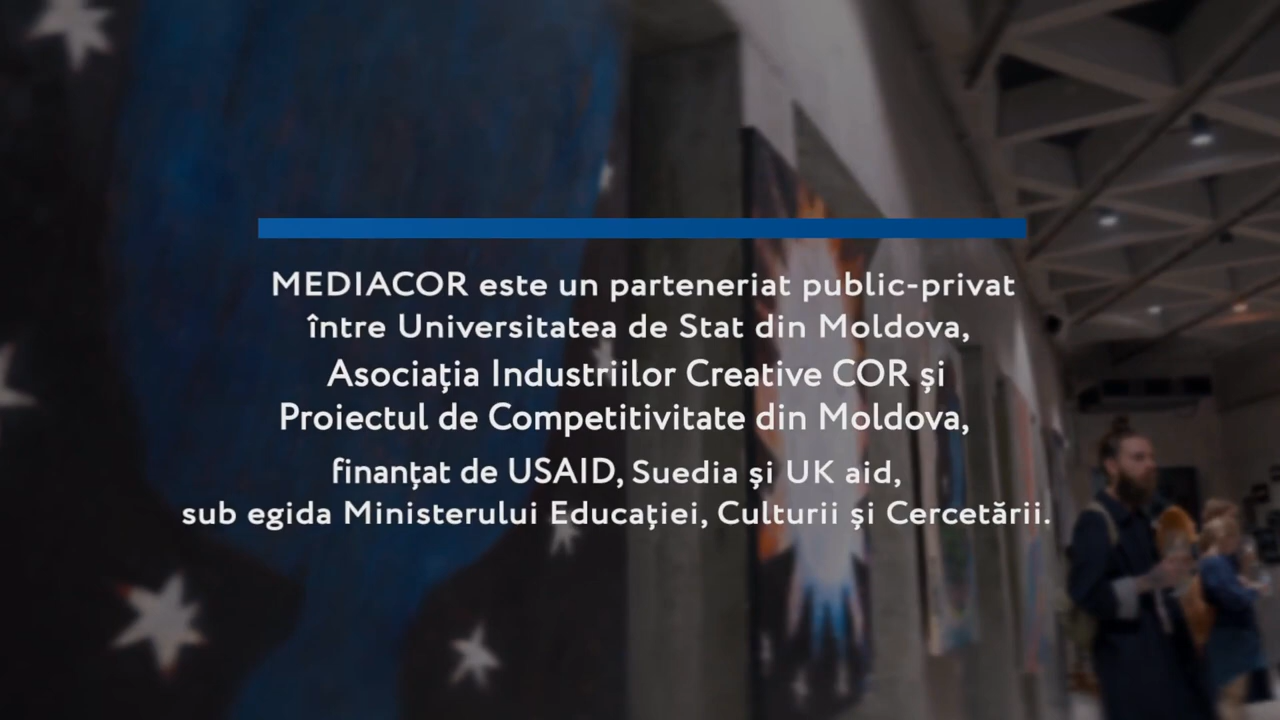 MEDIACOR este un parteneriat public-privat
între Universitatea de Stat din Moldova,
Asociația Industriilor Creative COR și
Proiectul de Competitivitate din Moldova,
finanțat de USAID, Suedia și UK aid,
sub egida Ministerului Educației, Culturii și Cercetării.